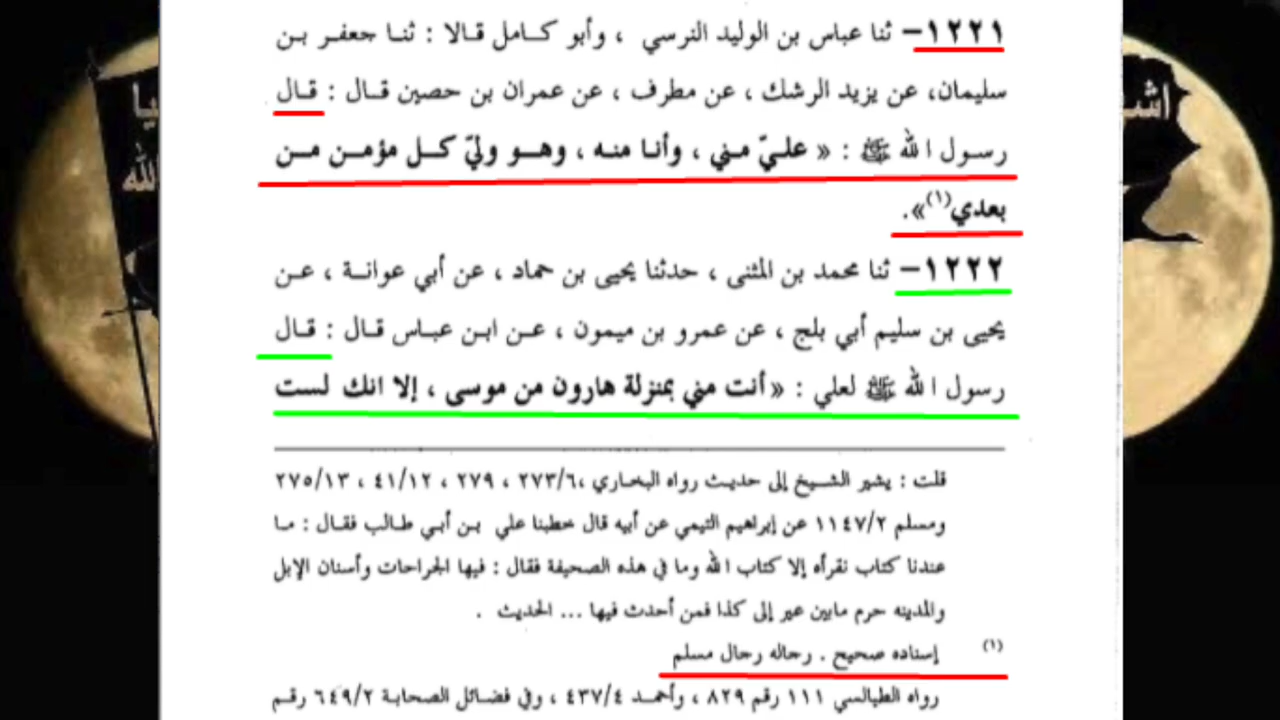 ١٢٢١– ثنا عباس بن الوليد النرسي ، وأبو كامل قالا : ثنا جعفر بن
سليمان، عن يزيد الرشك ، عن مطرف ، عن عمران بن حصين قال : قال
رسول الله ﷺ : « عليّ مني ، وأنا منه ، وهو وليّ كل مؤمن من
بعدي(١)».
١٢٢٢– ثنا محمد بن المثنى ، حدثنا يحيى بن حماد ، عن أبي عوانة ، عن
يحيى بن سليم أبي بلج ، عن عمرو بن ميمون ، عن ابن عباس قال : قال
رسول الله ﷺ لعلي : « أنت مني بمنزلة هارون من موسى ، إلا انك لست
قلت : يشير الشيخ إلى حديث رواه البخاري ،٢٧٣/٦ ، ٢٧٩ ، ٤١/١٢ ، ٢٧٥/١٣
ومسلم ١١٤٧/٢ عن إبراهيم التيمي عن أبيه قال خطبنا علي بن أبي طالب فقال : ما
عندنا كتاب نقرأه إلا كتاب الله وما في هذه الصحيفة فقال : فيها الجراحات وأسنان الإبل
والمدينه حرم مابين عير إلى كذا فمن أحدث فيها ... الحديث .
(١) إسناده صحيح . رجاله رجال مسلم
رواه الطيالسي ١١١ رقم ٨٢٩ ، وأحمد ٤٣٧/٤ ، وفي فضائل الصحابة ٦٤٩/٢ رقم